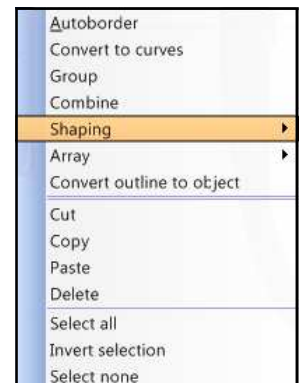 Autoborder
Convert to curves
Group
Combine
Shaping
Array
Convert outline to object
Cut
Copy
Paste
Delete
Select all
Invert selection
Select none